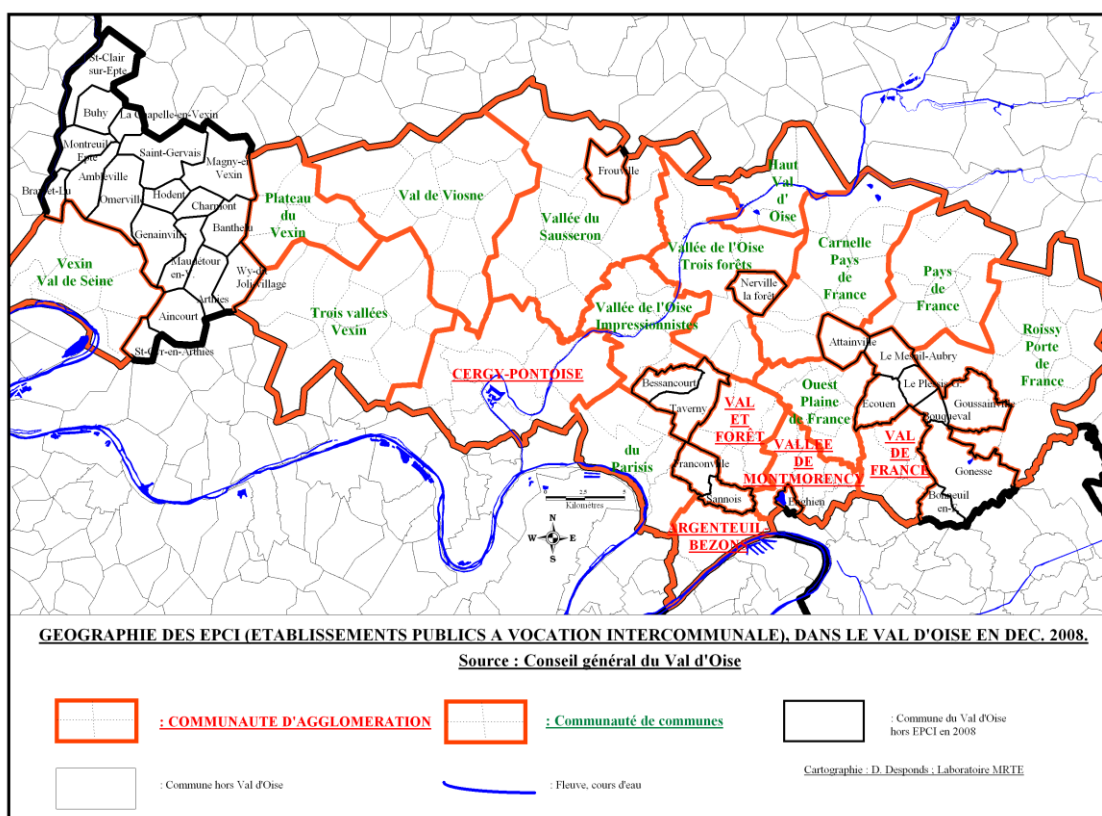 St-Clair
sur-Epte
Buhy
La Chapelle-en-Vexin
Montreuil
Epte
Saint-Gervais
Magny-en
Vexin
Ambleville
Bray-et-Lu
Omerville
Hodent
Charmont
Genainville
Banthelu
Maudétour
en-V.
Wy-dit
Joli-village
Arthies
Aincourt
St-Cyr-en-Arthies
Vexin
Val de Seine
Plateau
du
Vexin
Val de Viosne
Trois vallées
Vexin
Vallée du
Sausseron
Frouville
Haut
Val
d'
Oise
Vallée de l'Oise
Trois forêts
Vallée de l'Oise
Impressionnistes
Nerville
la forêt
Carnelle
Pays
de
France
Pays
de
France
Roissy
Porte
de
France
Attainville
Le Mesnil-Aubry
Le Plessis G.
Ecouen
Bouqueval
Goussainville
Gonesse
Bonneuil
en-F.
CERGY-PONTOISE
Bessancourt
Taverny
VAL
ET
FORÊT
Ouest
Plaine
de France
VALLEE
DE
MONTMORENCY
VAL
DE
FRANCE
du
Parisis
Franconville
Sannois
Enghien
ARGENTEUIL-
BEZONS
0 2,5 5
Kilomètres
N
W E
S
GEOGRAPHIE DES EPCI (ETABLISSEMENTS PUBLICS A VOCATION INTERCOMMUNALE), DANS LE VAL D'OISE EN DEC. 2008.
Source : Conseil général du Val d'Oise
: COMMUNAUTE D'AGGLOMERATION
: Communauté de communes
: Commune du Val d'Oise
hors EPCI en 2008
: Commune hors Val d'Oise
: Fleuve, cours d'eau
Cartographie : D. Desponds ; Laboratoire MRTE